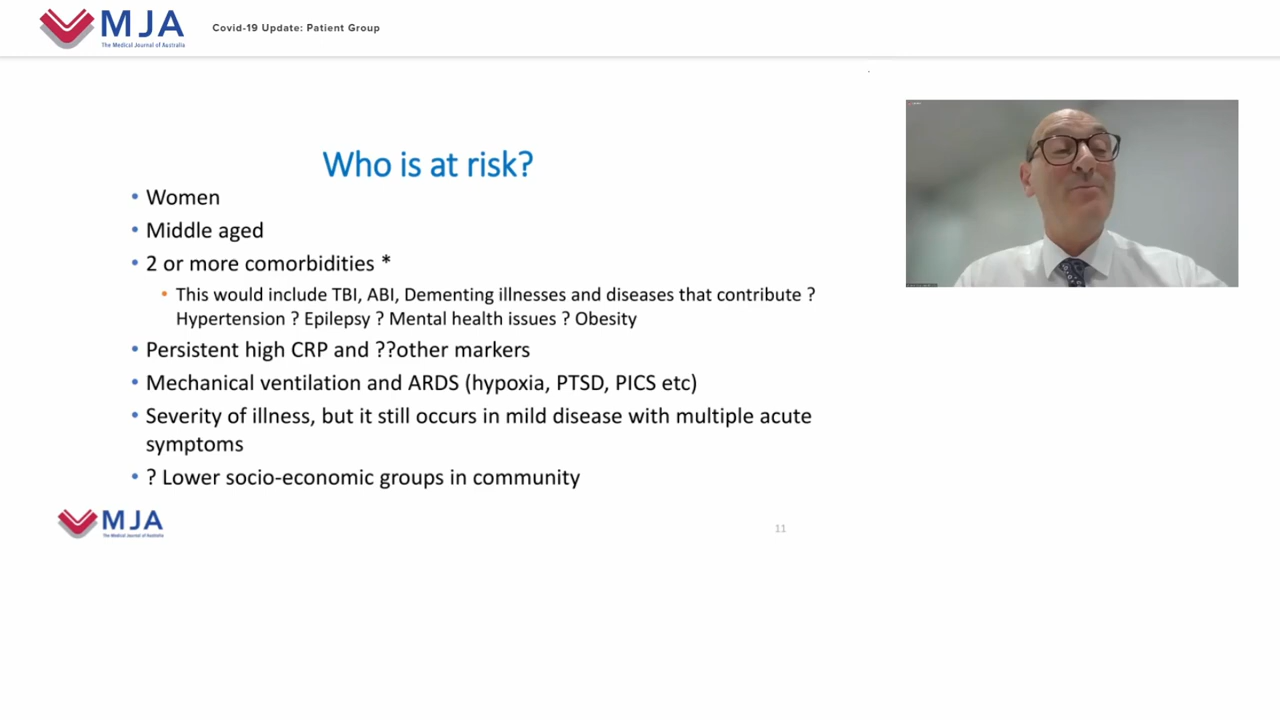 MJA
The Medical Journal of Australia
Covid-19 Update: Patient Group
Who is at risk?
• Women
• Middle aged
• 2 or more comorbidities *
• This would include TBI, ABI, Dementing illnesses and diseases that contribute ?
Hypertension ? Epilepsy ? Mental health issues ? Obesity
• Persistent high CRP and ??other markers
• Mechanical ventilation and ARDS (hypoxia, PTSD, PICS etc)
• Severity of illness, but it still occurs in mild disease with multiple acute
symptoms
• ? Lower socio-economic groups in community
MJA
The Medical Journal of Australia
11